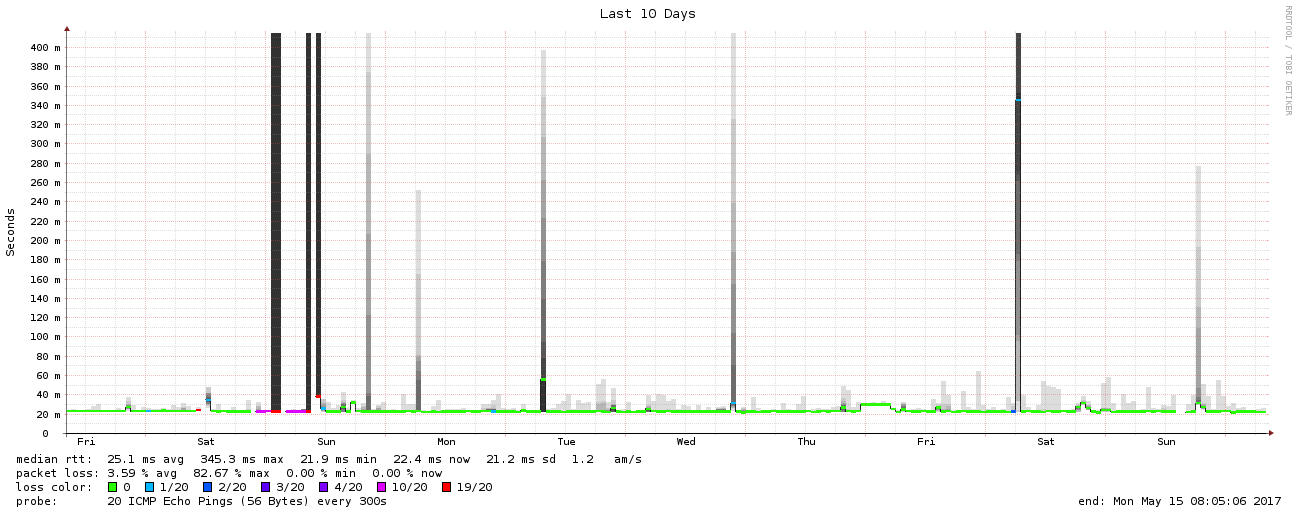 Last 10 Days
RRDTOOL / TOBI OETIKER
Seconds
400 m
380 m
360 m
340 m
320 m
300 m
280 m
260 m
240 m
220 m
200 m
180 m
160 m
140 m
120 m
100 m
80 m
60 m
40 m
20 m
0
Fri Sat Sun Mon Tue Wed Thu Fri Sat Sun
median rtt: 25.1 ms avg 345.3 ms max 21.9 ms min 22.4 ms now 21.2 ms sd 1.2 am/s
packet loss: 3.59 % avg 82.67 % max 0.00 % min 0.00 % now
loss color: 0 1/20 2/20 3/20 4/20 10/20 19/20
probe: 20 ICMP Echo Pings (56 Bytes) every 300s end: Mon May 15 08:05:06 2017